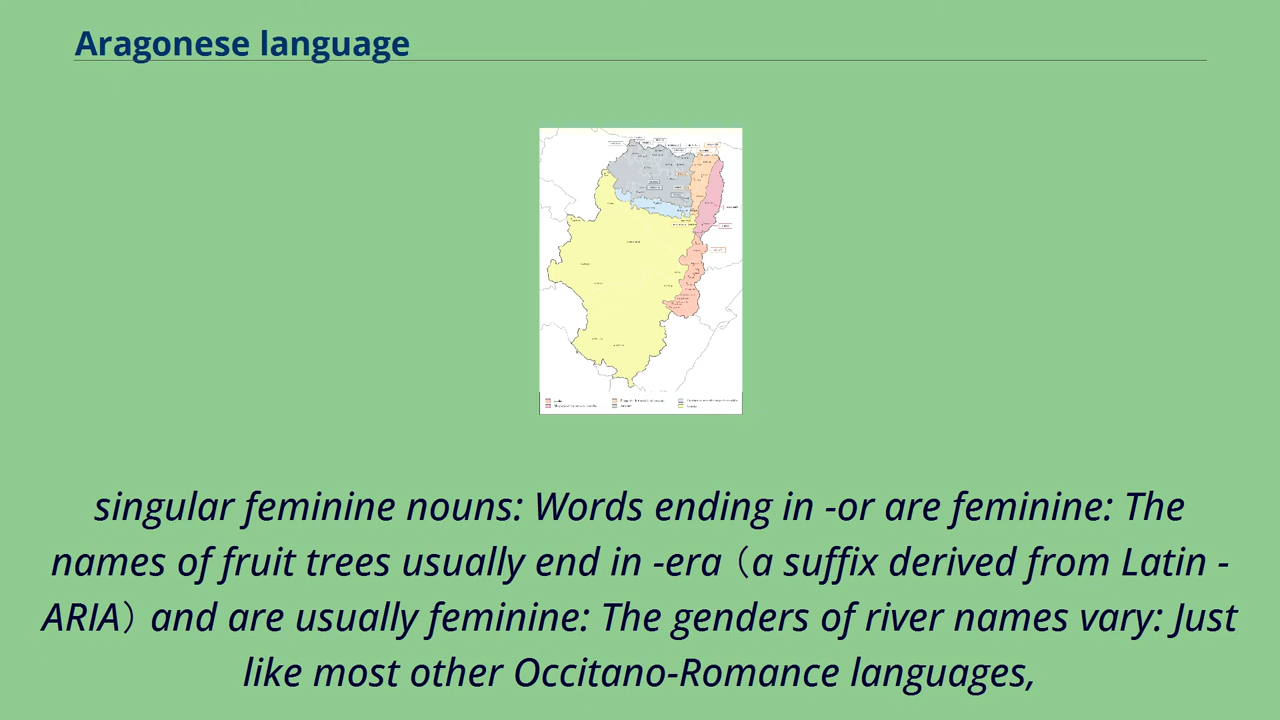 Aragonese language
singular feminine nouns: Words ending in -or are feminine: The
names of fruit trees usually end in -era（a suffix derived from Latin -
ARIA）and are usually feminine: The genders of river names vary: Just
like most other Occitano-Romance languages,